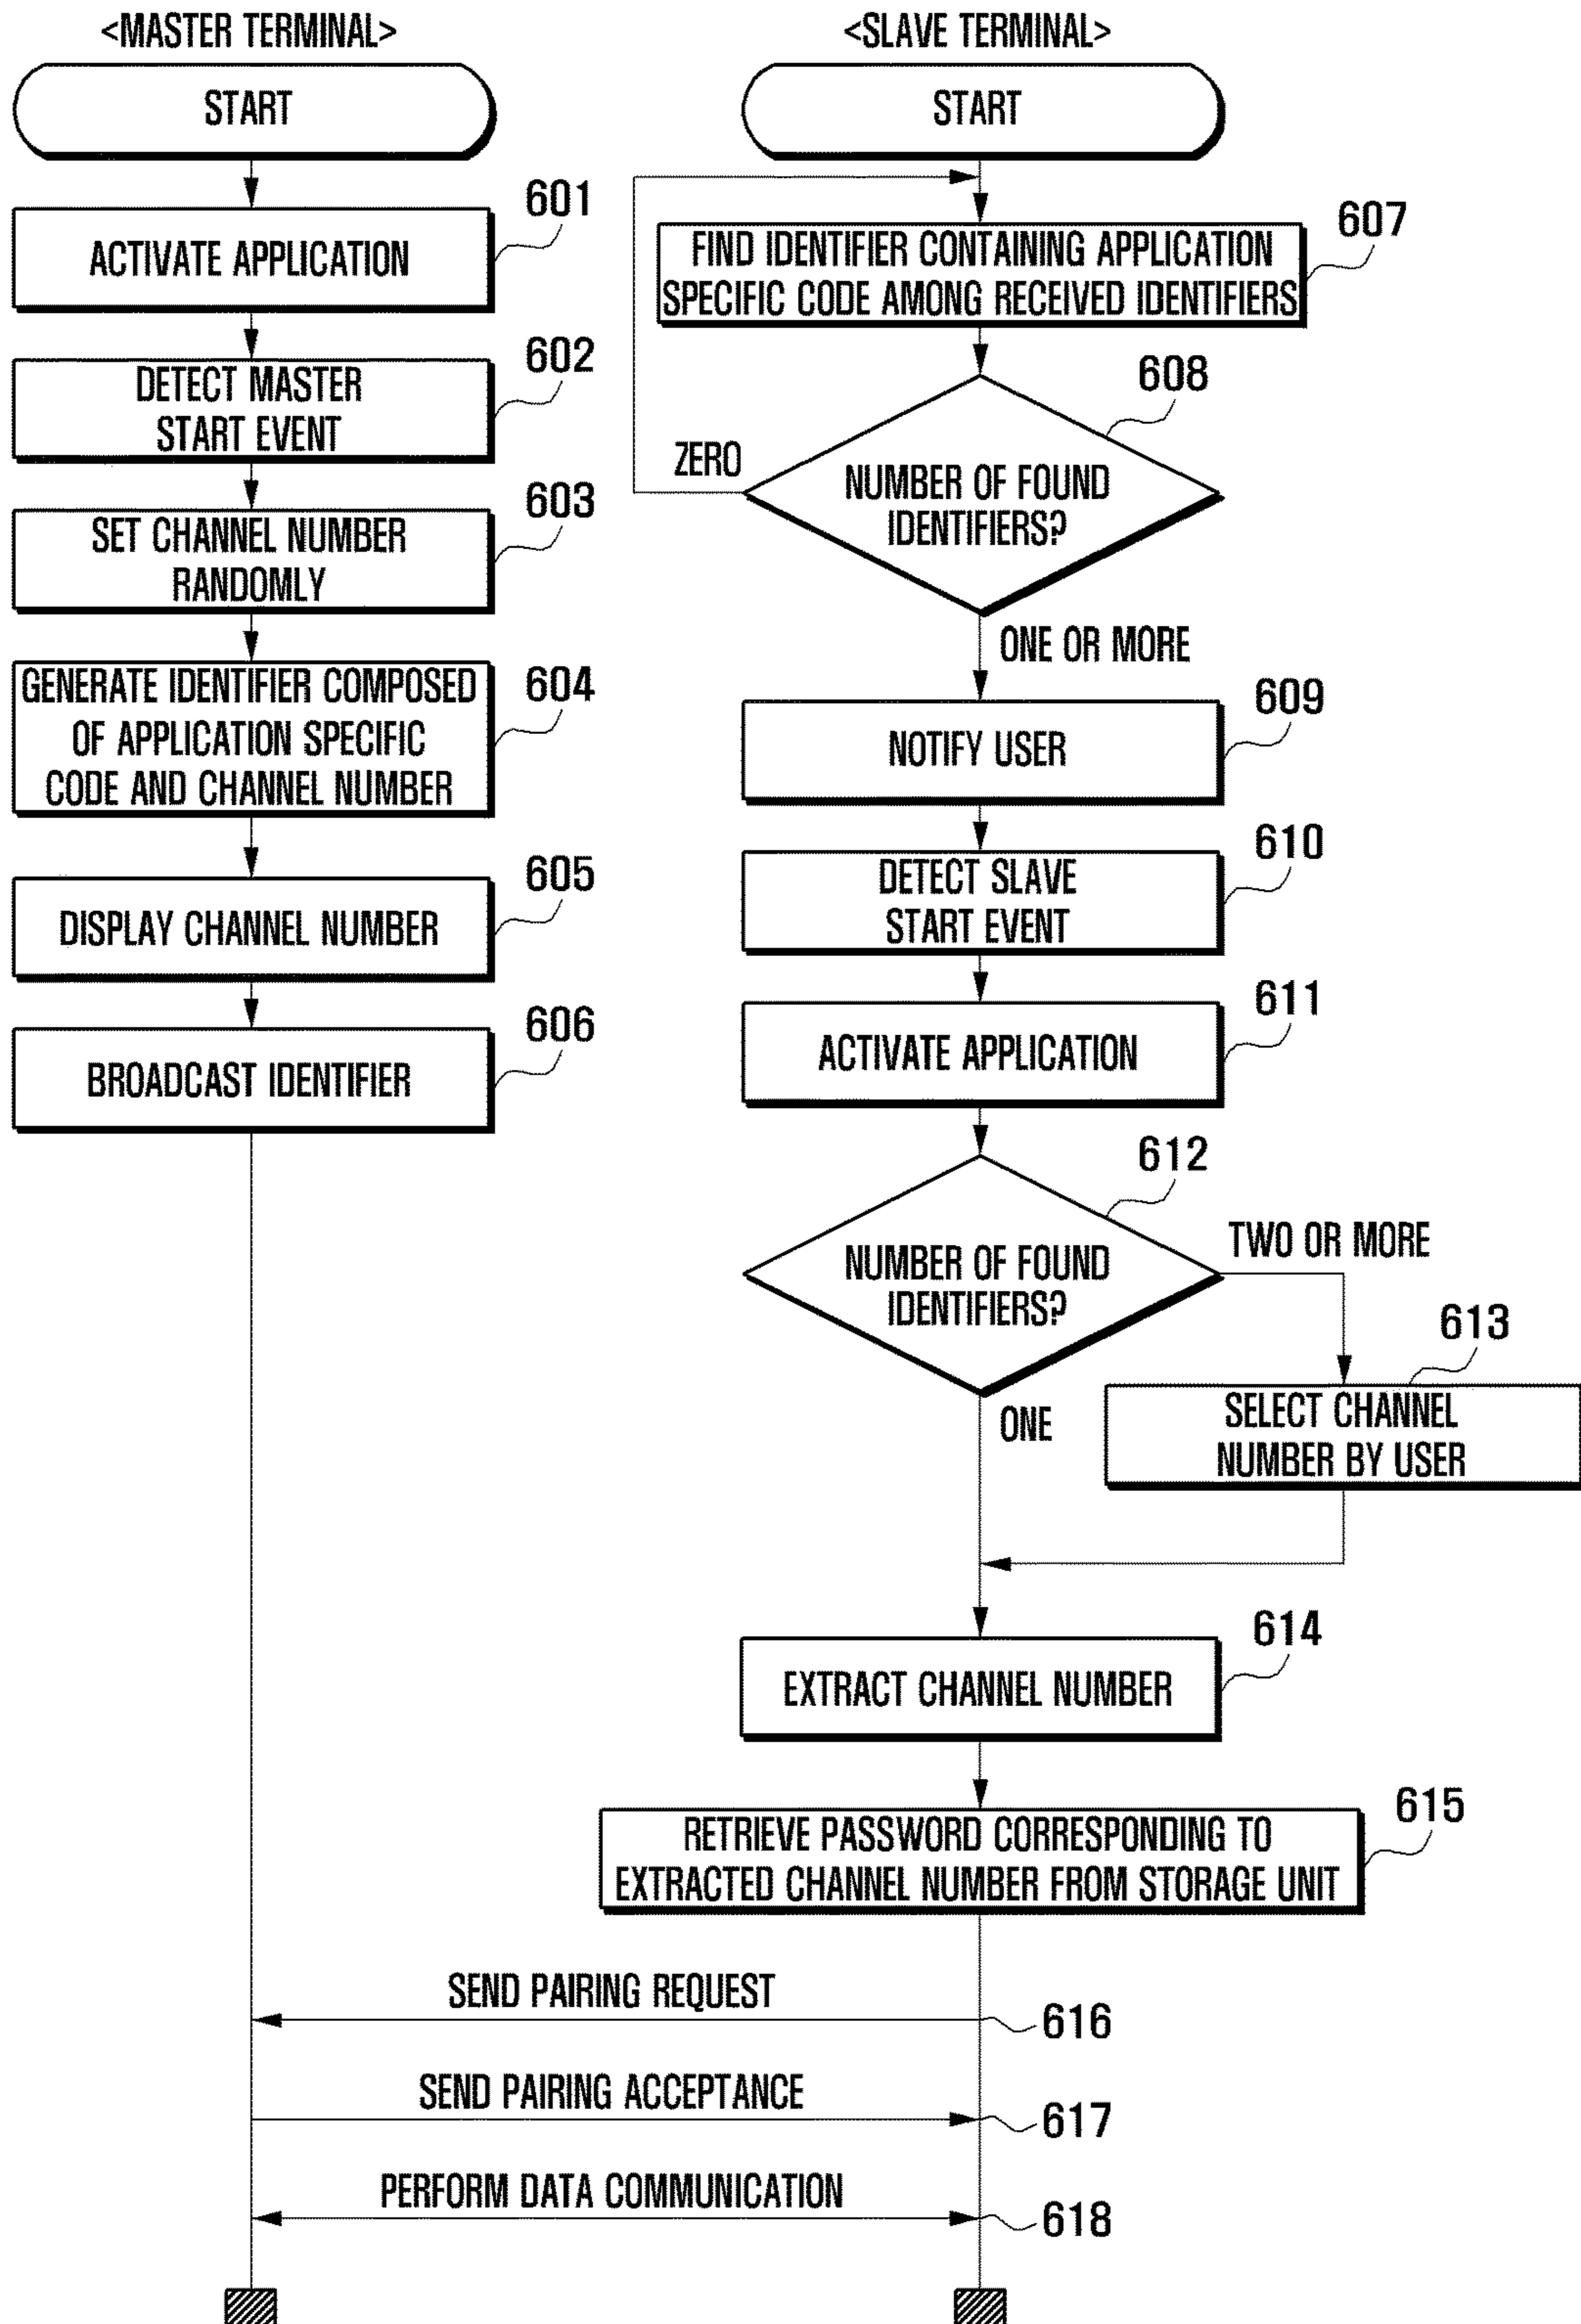 <MASTER TERMINAL>
START
601
ACTIVATE APPLICATION
602
DETECT MASTER
START EVENT
603
SET CHANNEL NUMBER
RANDOMLY
604
GENERATE IDENTIFIER COMPOSED
OF APPLICATION SPECIFIC
CODE AND CHANNEL NUMBER
605
DISPLAY CHANNEL NUMBER
606
BROADCAST IDENTIFIER
<SLAVE TERMINAL>
START
607
FIND IDENTIFIER CONTAINING APPLICATION
SPECIFIC CODE AMONG RECEIVED IDENTIFIERS
608
ZERO
NUMBER OF FOUND
IDENTIFIERS?
ONE OR MORE
609
NOTIFY USER
610
DETECT SLAVE
START EVENT
611
ACTIVATE APPLICATION
612
TWO OR MORE
NUMBER OF FOUND
IDENTIFIERS?
613
ONE
SELECT CHANNEL
NUMBER BY USER
614
EXTRACT CHANNEL NUMBER
615
RETRIEVE PASSWORD CORRESPONDING TO
EXTRACTED CHANNEL NUMBER FROM STORAGE UNIT
SEND PAIRING REQUEST
616
SEND PAIRING ACCEPTANCE
617
PERFORM DATA COMMUNICATION
618